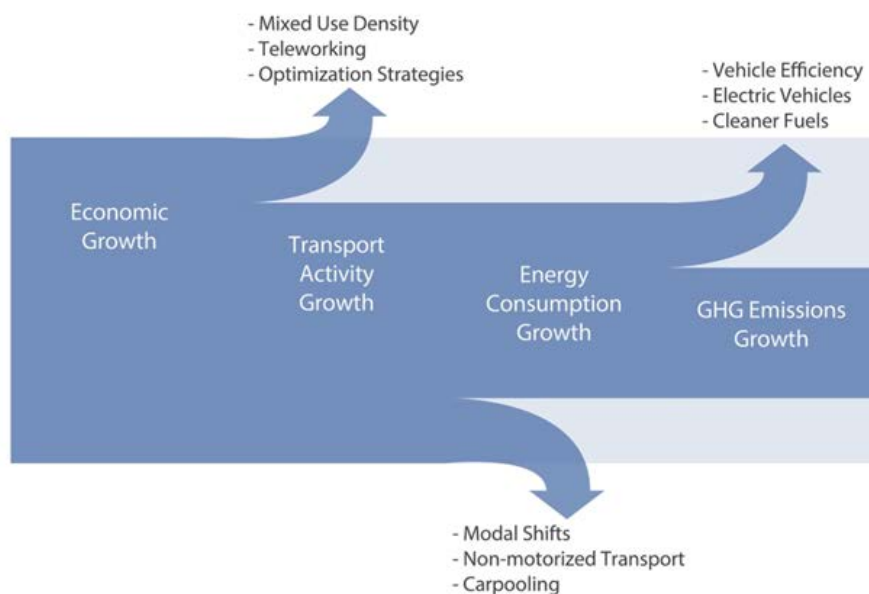 - Mixed Use Density
- Teleworking
- Optimization Strategies
- Vehicle Efficiency
- Electric Vehicles
- Cleaner Fuels
Economic
Growth
Transport
Activity
Growth
Energy
Consumption
Growth
GHG Emissions
Growth
- Modal Shifts
- Non-motorized Transport
- Carpooling